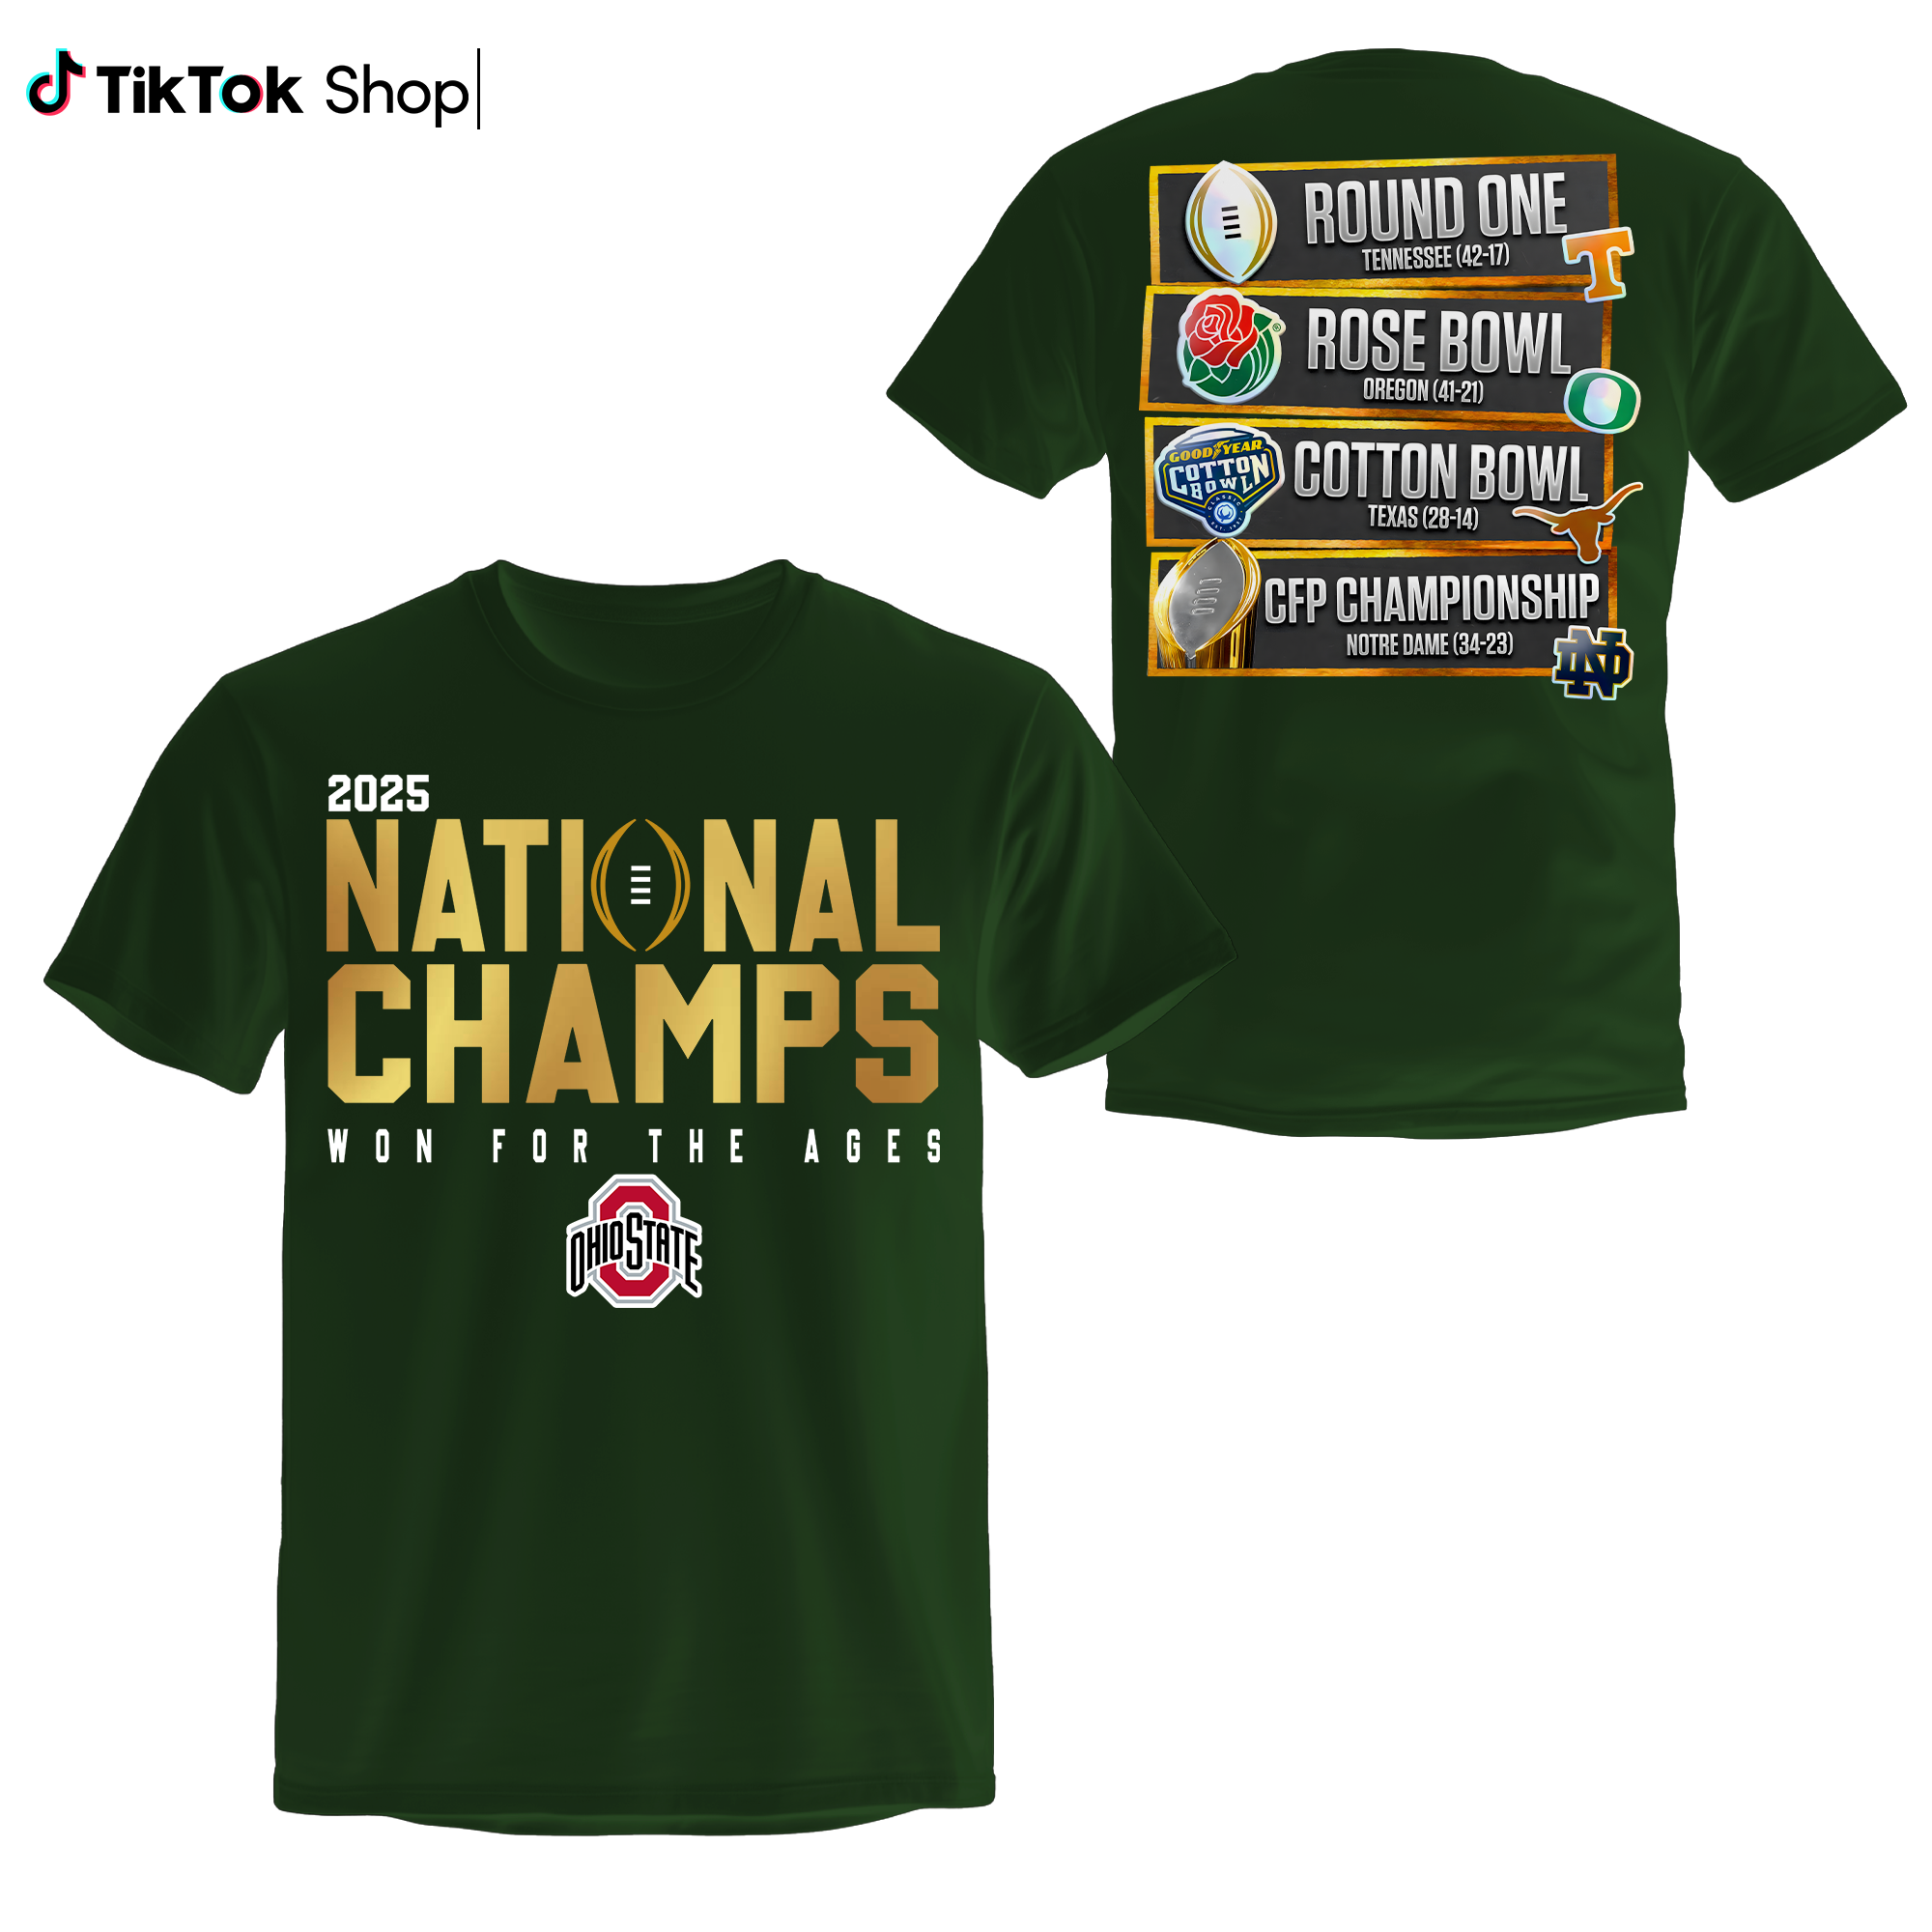 TikTok Shop
ROUND ONE
TENNESSEE (42-17)
ROSE BOWL
OREGON (41-21)
GOODYEAR
COTTON
BOWL
CLASSIC
COTTON BOWL
TEXAS (28-14)
CFP CHAMPIONSHIP
NOTRE DAME (34-23)
ND
2025
NATIONAL
CHAMPS
WON FOR THE AGES
OHIO STATE